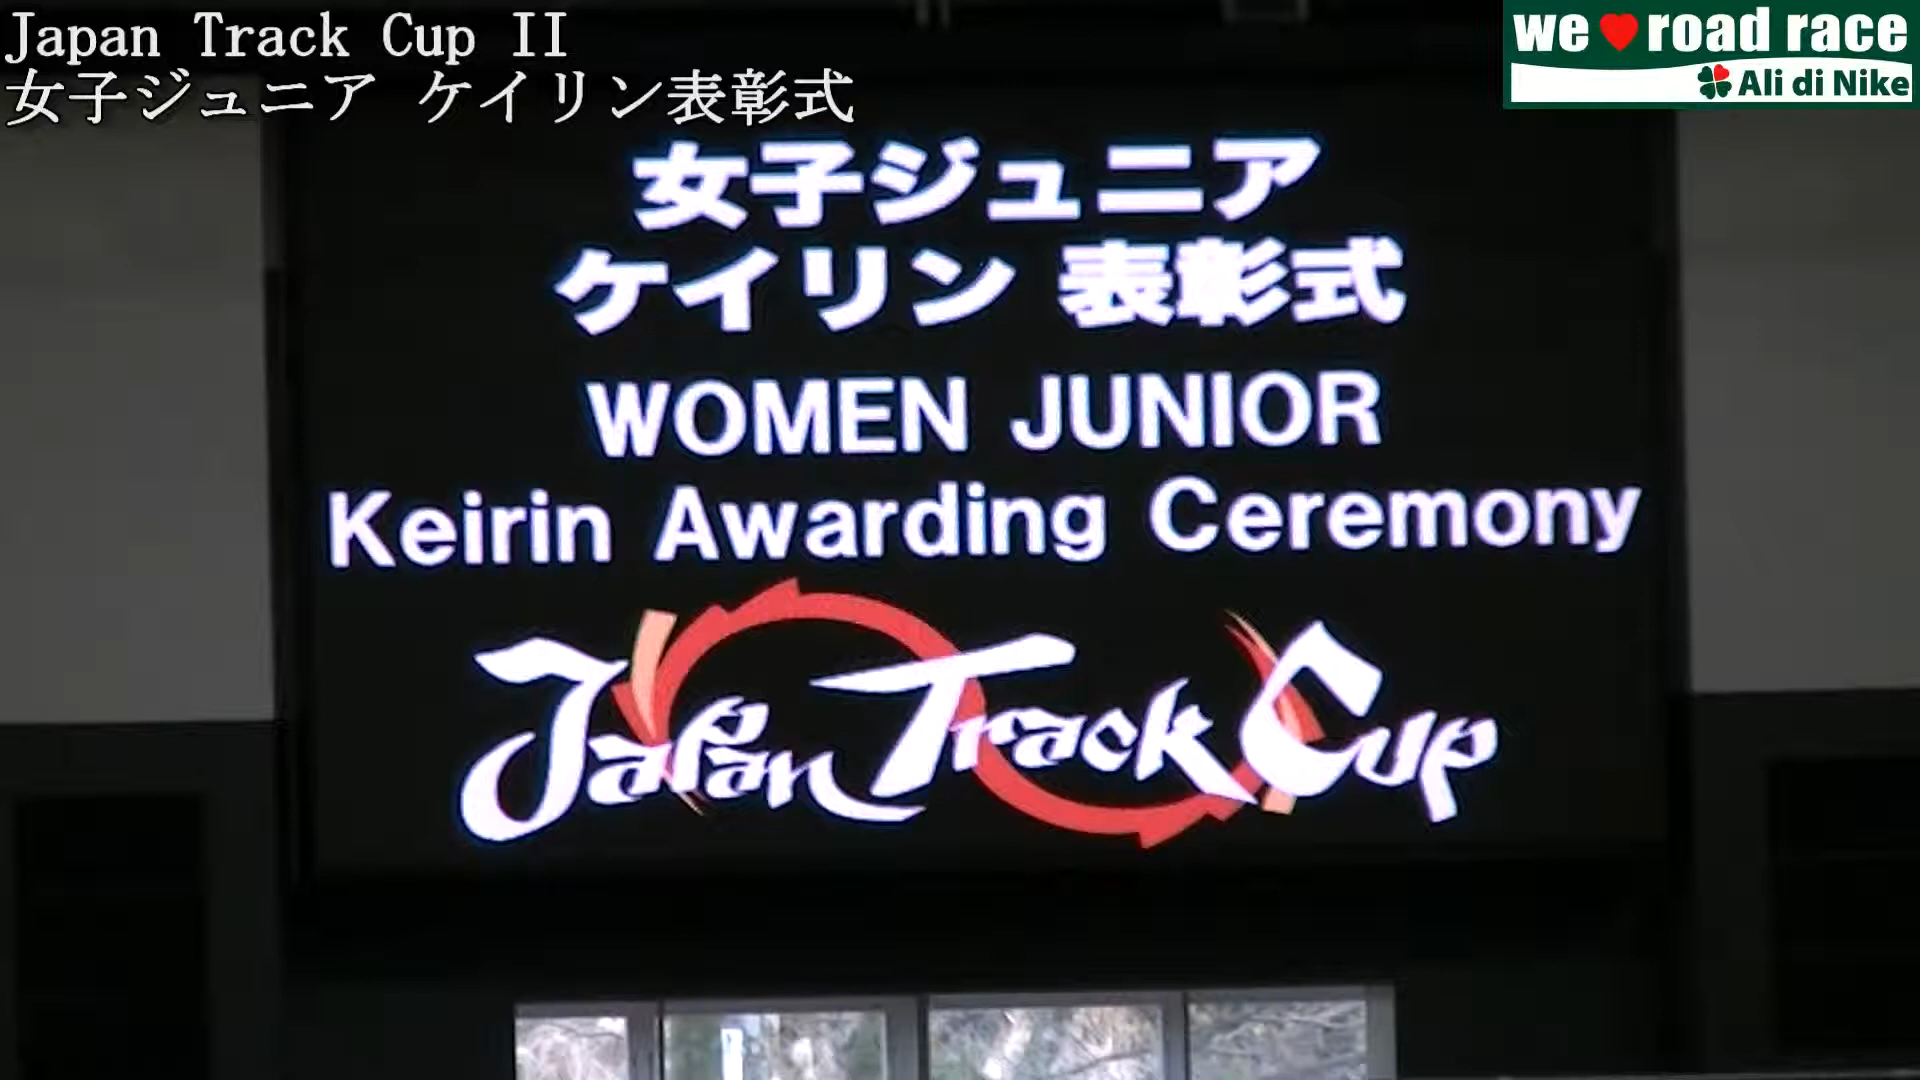 Japan Track Cup II
女子ジュニア ケイリン表彰式
we road race
Ali di Nike
女子ジュニア
ケイリン 表彰式
WOMEN JUNIOR
Keirin Awarding Ceremony
Japan Track Cup